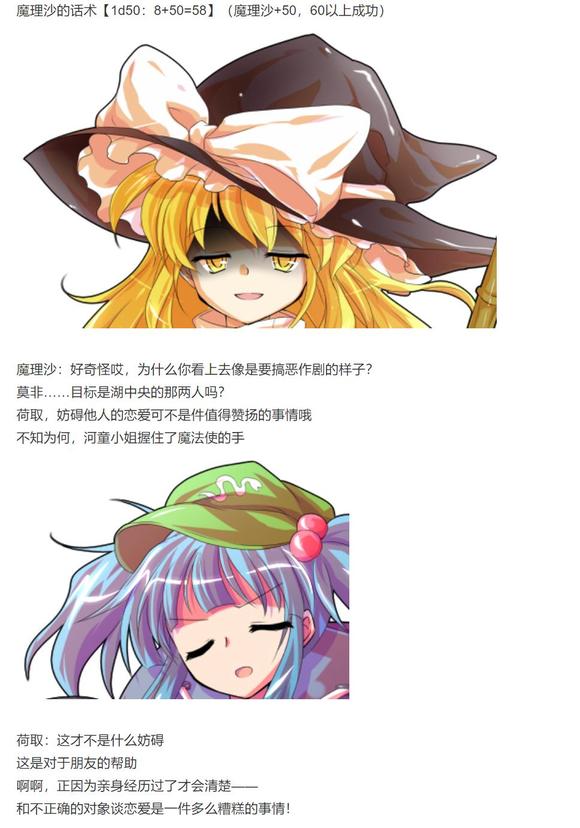 魔理沙的话术【1d50：8+50=58】（魔理沙+50，60以上成功）
魔理沙：好奇怪哎，为什么你看上去像是要搞恶作剧的样子？
莫非……目标是湖中央的那两人吗？
荷取，妨碍他人的恋爱可不是件值得赞扬的事情哦
不知为何，河童小姐握住了魔法使的手
荷取：这才不是什么妨碍
这是对于朋友的帮助
啊啊，正因为亲身经历过了才会清楚——
和不正确的对象谈恋爱是一件多么糟糕的事情！